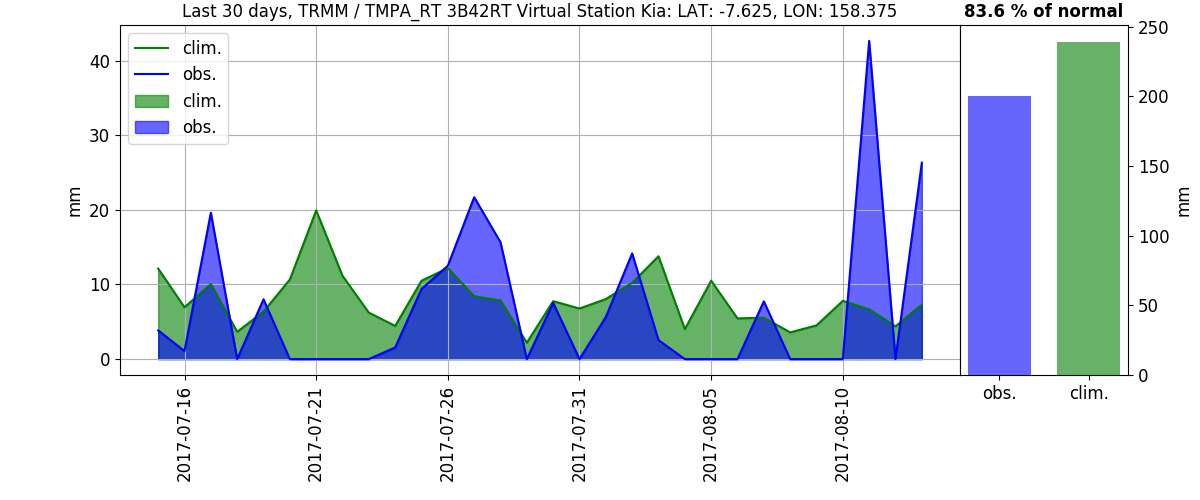 Last 30 days, TRMM / TMPA_RT 3B42RT Virtual Station Kia: LAT: -7.625, LON: 158.375
83.6 % of normal
clim.
obs.
clim.
obs.
mm
40
30
20
10
0
2017-07-16
2017-07-21
2017-07-26
2017-07-31
2017-08-05
2017-08-10
250
200
150
100
50
0
mm
obs.
clim.